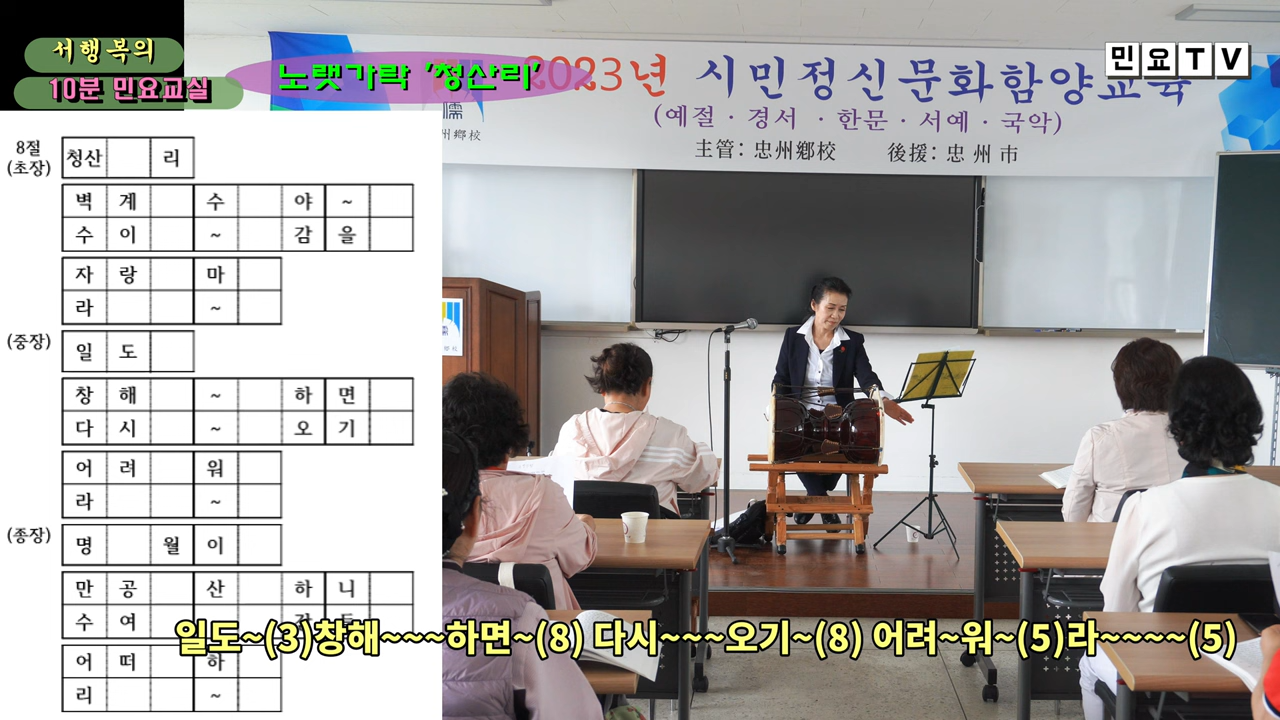 서행복의
10분 민요교실
노랫가락 '청산리'
민요TV
2023년 시민정신문화함양교육
(예절·경서·한문·서예·국악)
主管: 忠州鄕校 後援: 忠州市
儒
州鄕校
8절
(초장)
청산 리
벽 계 수 야 ~
수 이 ~ 감 을
자 랑 마
라 ~
(중장)
일 도
창 해 ~ 하 면
다 시 ~ 오 기
어 려 워
라 ~
(종장)
명 월 이
만 공 산 하 니
수 여
어 떠 하
리 ~
일도~(3)창해~~~하면~(8) 다시~~~오기~(8) 어려~워~(5)라~~~~(5)